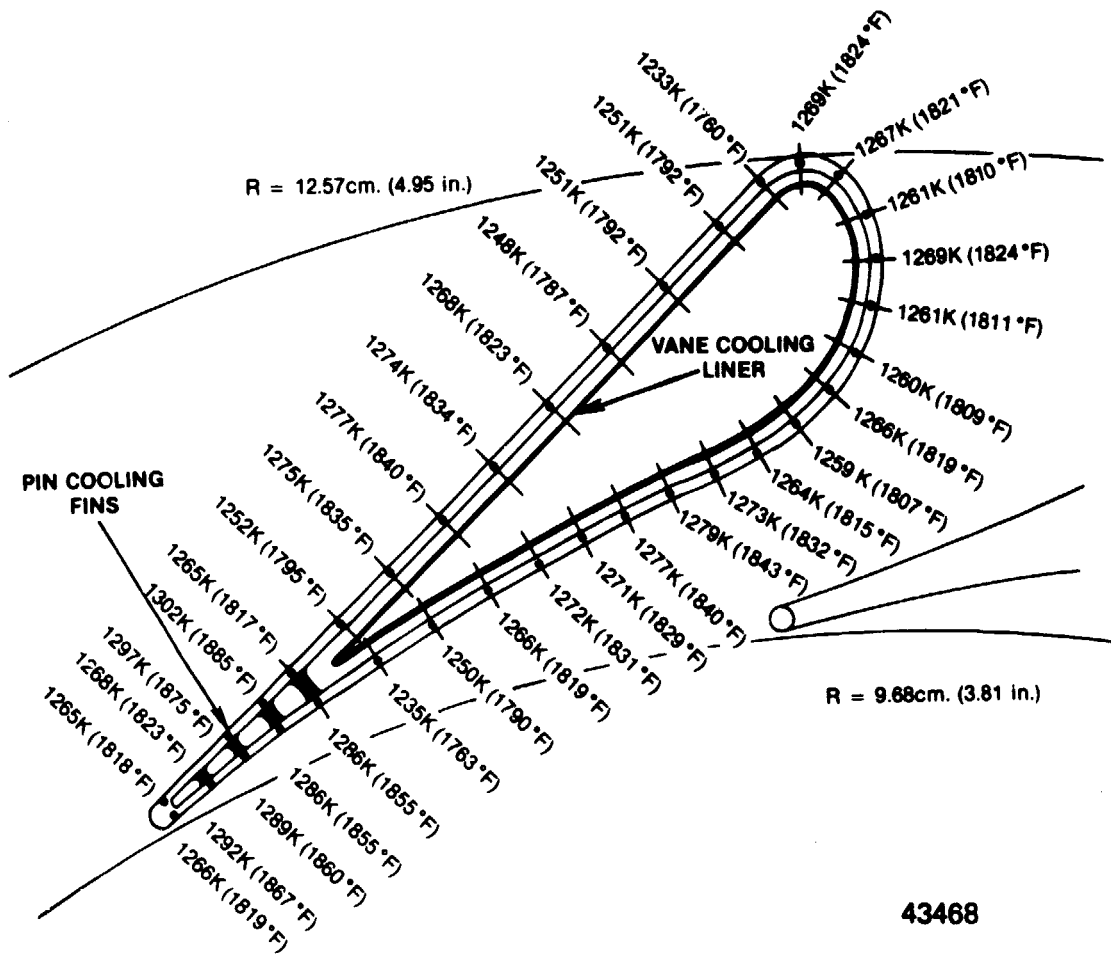 1269K (1824°F)
1233K (1760°F)
1267K (1821°F)
1251K (1792°F)
1261K (1810°F)
R = 12.57cm. (4.95 in.)
1251K (1792°F)
1269K (1824°F)
1248K (1787°F)
1261K (1811°F)
1268K (1823°F)
VANE COOLING
LINER
1260K (1809°F)
1274K (1834°F)
1266K (1819°F)
1277K (1840°F)
1259 K (1807°F)
1275K (1835°F)
1264K (1815°F)
PIN COOLING
FINS
1273K (1832°F)
1252K (1795°F)
1279K (1843°F)
1265K (1817°F)
1277K (1840°F)
1302K (1885°F)
1271K (1829°F)
1297K (1875°F)
1272K (1831°F)
1268K (1823°F)
1266K (1819°F)
1265K (1818°F)
1250K (1790°F)
R = 9.68cm. (3.81 in.)
1235K (1763°F)
1286K (1855°F)
1286K (1855°F)
1289K (1860°F)
1292K (1867°F)
1266K (1819°F)
43468